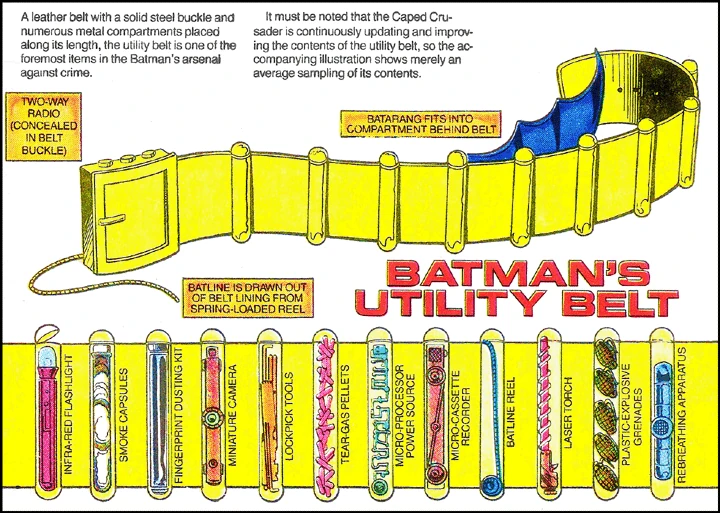 A leather belt with a solid steel buckle and
numerous metal compartments placed
along its length, the utility belt is one of the
foremost items in the Batman's arsenal
against crime.
It must be noted that the Caped Cru-
sader is continuously updating and improv-
ing the contents of the utility belt, so the ac-
companying illustration shows merely an
average sampling of its contents.
TWO-WAY
RADIO
(CONCEALED
IN BELT
BUCKLE)
BATARANG FITS INTO
COMPARTMENT BEHIND BELT
BATLINE IS DRAWN OUT
OF BELT LINING FROM
SPRING-LOADED REEL
BATMAN'S
UTILITY BELT
INFRA-RED FLASHLIGHT
SMOKE CAPSULES
FINGERPRINT DUSTING KIT
MINIATURE CAMERA
LOCKPICK TOOLS
TEAR-GAS PELLETS
MICRO-PROCESSOR
POWER SOURCE
MICRO-CASSETTE
RECORDER
BATLINE REEL
LASER TORCH
PLASTIC-EXPLOSIVE
GRENADES
REBREATHING APPARATUS